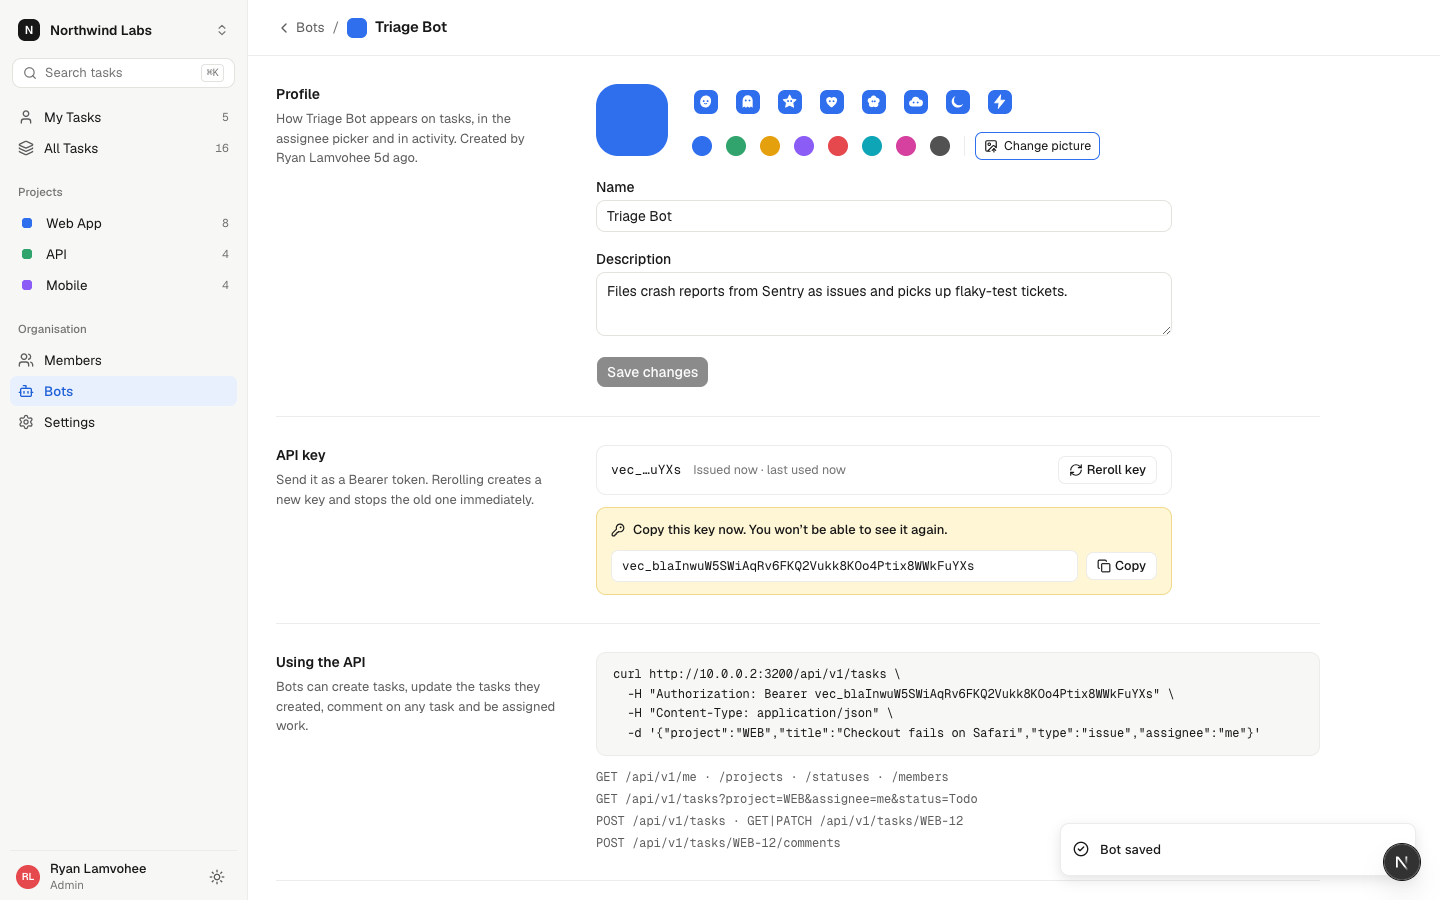 N Northwind Labs
Search tasks ⌘K
My Tasks 5
All Tasks 16
Projects
Web App 8
API 4
Mobile 4
Organisation
Members
Bots
Settings
RL Ryan Lamvohee
Admin
Bots / Triage Bot
Profile
How Triage Bot appears on tasks, in the
assignee picker and in activity. Created by
Ryan Lamvohee 5d ago.
Change picture
Name
Triage Bot
Description
Files crash reports from Sentry as issues and picks up flaky-test tickets.
Save changes
API key
Send it as a Bearer token. Rerolling creates a
new key and stops the old one immediately.
vec_…uYXs Issued now · last used now Reroll key
Copy this key now. You won’t be able to see it again.
vec_blaInwuW5SWiAqRv6FKQ2Vukk8KOo4Ptix8WWkFuYXs Copy
Using the API
Bots can create tasks, update the tasks they
created, comment on any task and be assigned
work.
curl http://10.0.0.2:3200/api/v1/tasks \
-H "Authorization: Bearer vec_blaInwuW5SWiAqRv6FKQ2Vukk8KOo4Ptix8WWkFuYXs" \
-H "Content-Type: application/json" \
-d '{"project":"WEB","title":"Checkout fails on Safari","type":"issue","assignee":"me"}'
GET /api/v1/me · /projects · /statuses · /members
GET /api/v1/tasks?project=WEB&assignee=me&status=Todo
POST /api/v1/tasks · GET|PATCH /api/v1/tasks/WEB-12
POST /api/v1/tasks/WEB-12/comments
Bot saved
N